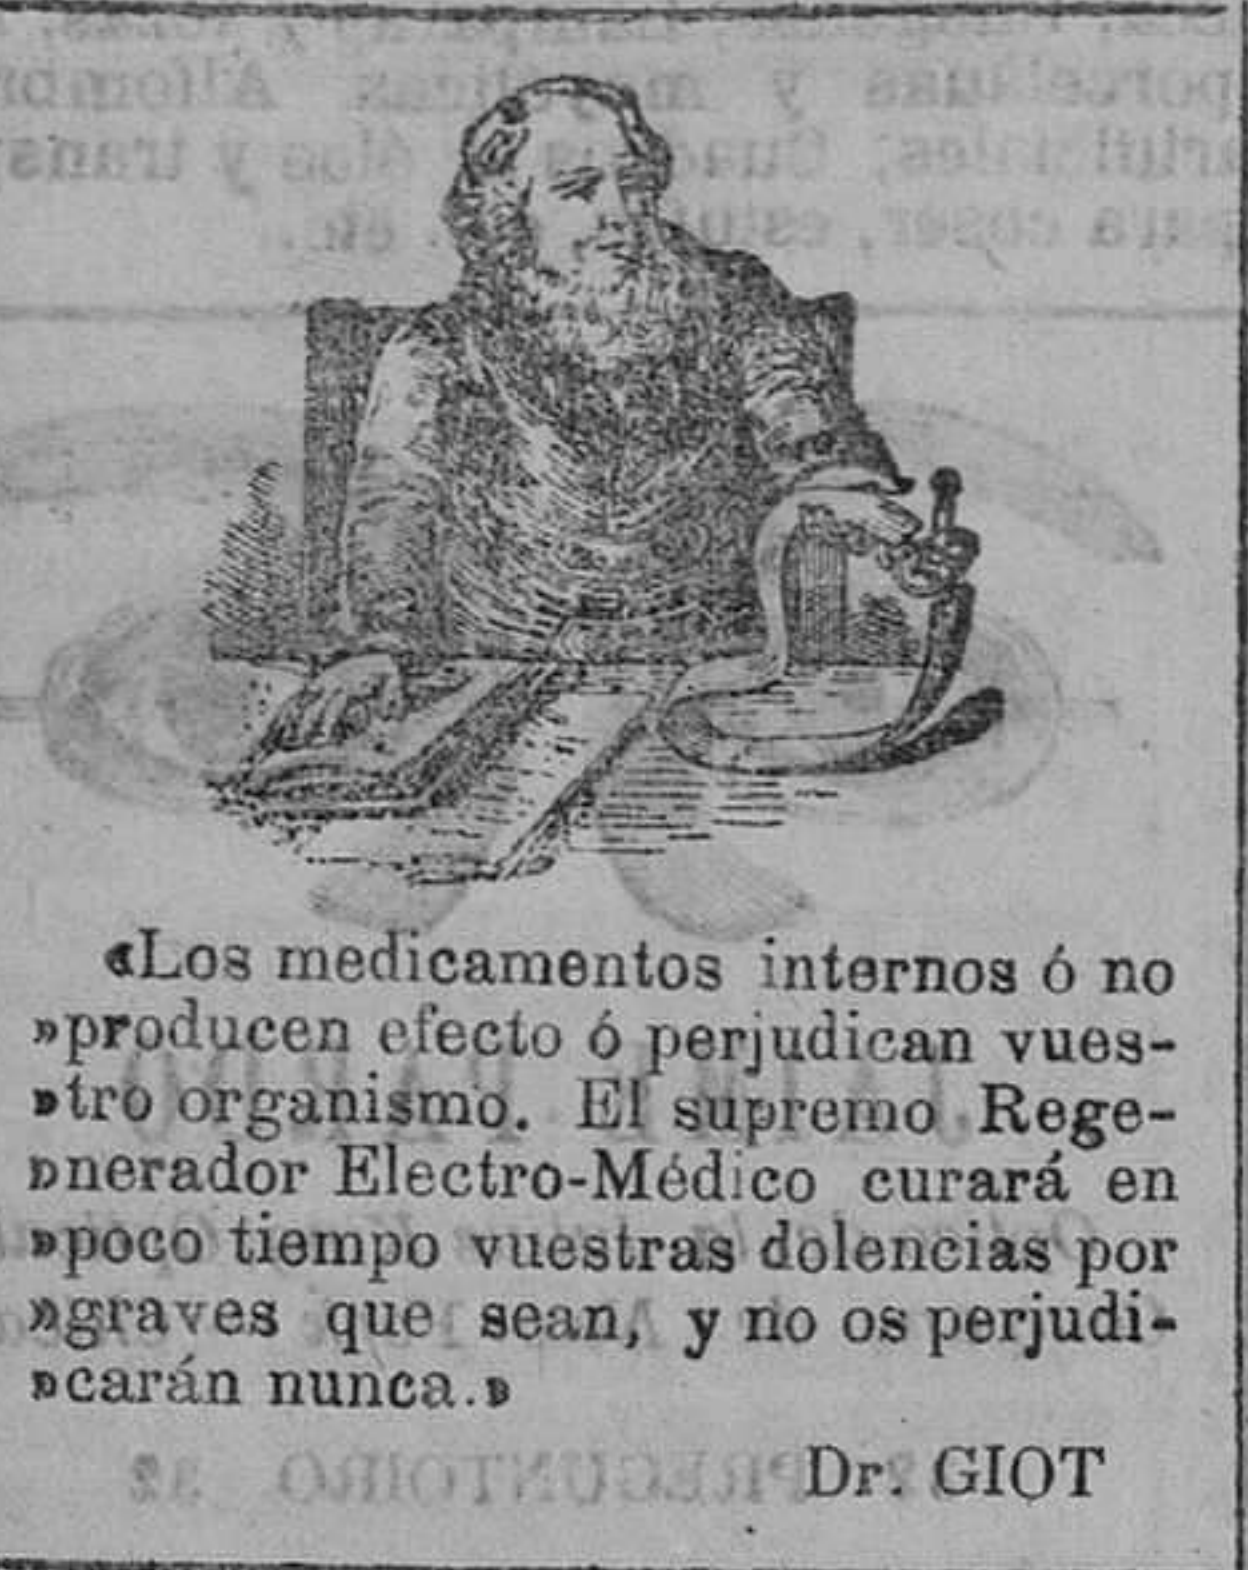 «Los medicamentos internos ó no
»producen efecto ó perjudican vues-
»tro organismo. El supremo Rege-
»nerador Electro-Médico curará en
»poco tiempo vuestras dolencias por
»graves que sean, y no os perjudi-
»carán nunca.»
Dr. GIOT